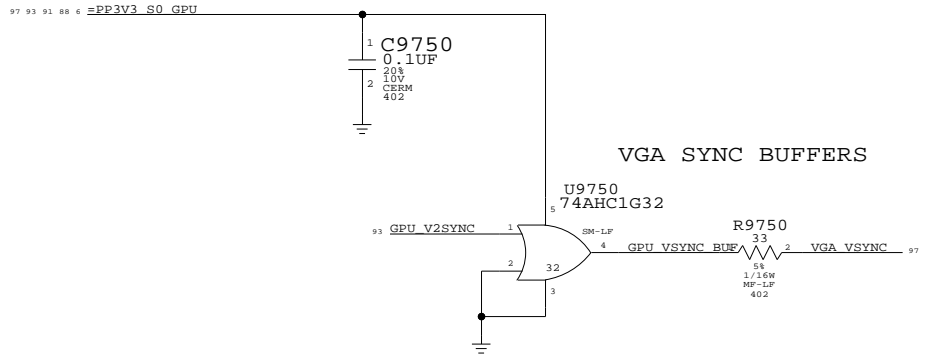 97 93 91 88 6 =PP3V3_S0_GPU
1 C9750
0.1UF
20%
10V
2 CERM
402
VGA SYNC BUFFERS
U9750
5 74AHC1G32
R9750
93 GPU_V2SYNC 1 SM-LF 33
4 GPU_VSYNC_BUF 2 VGA_VSYNC 97
2 32 5%
1/16W
3 MF-LF
402